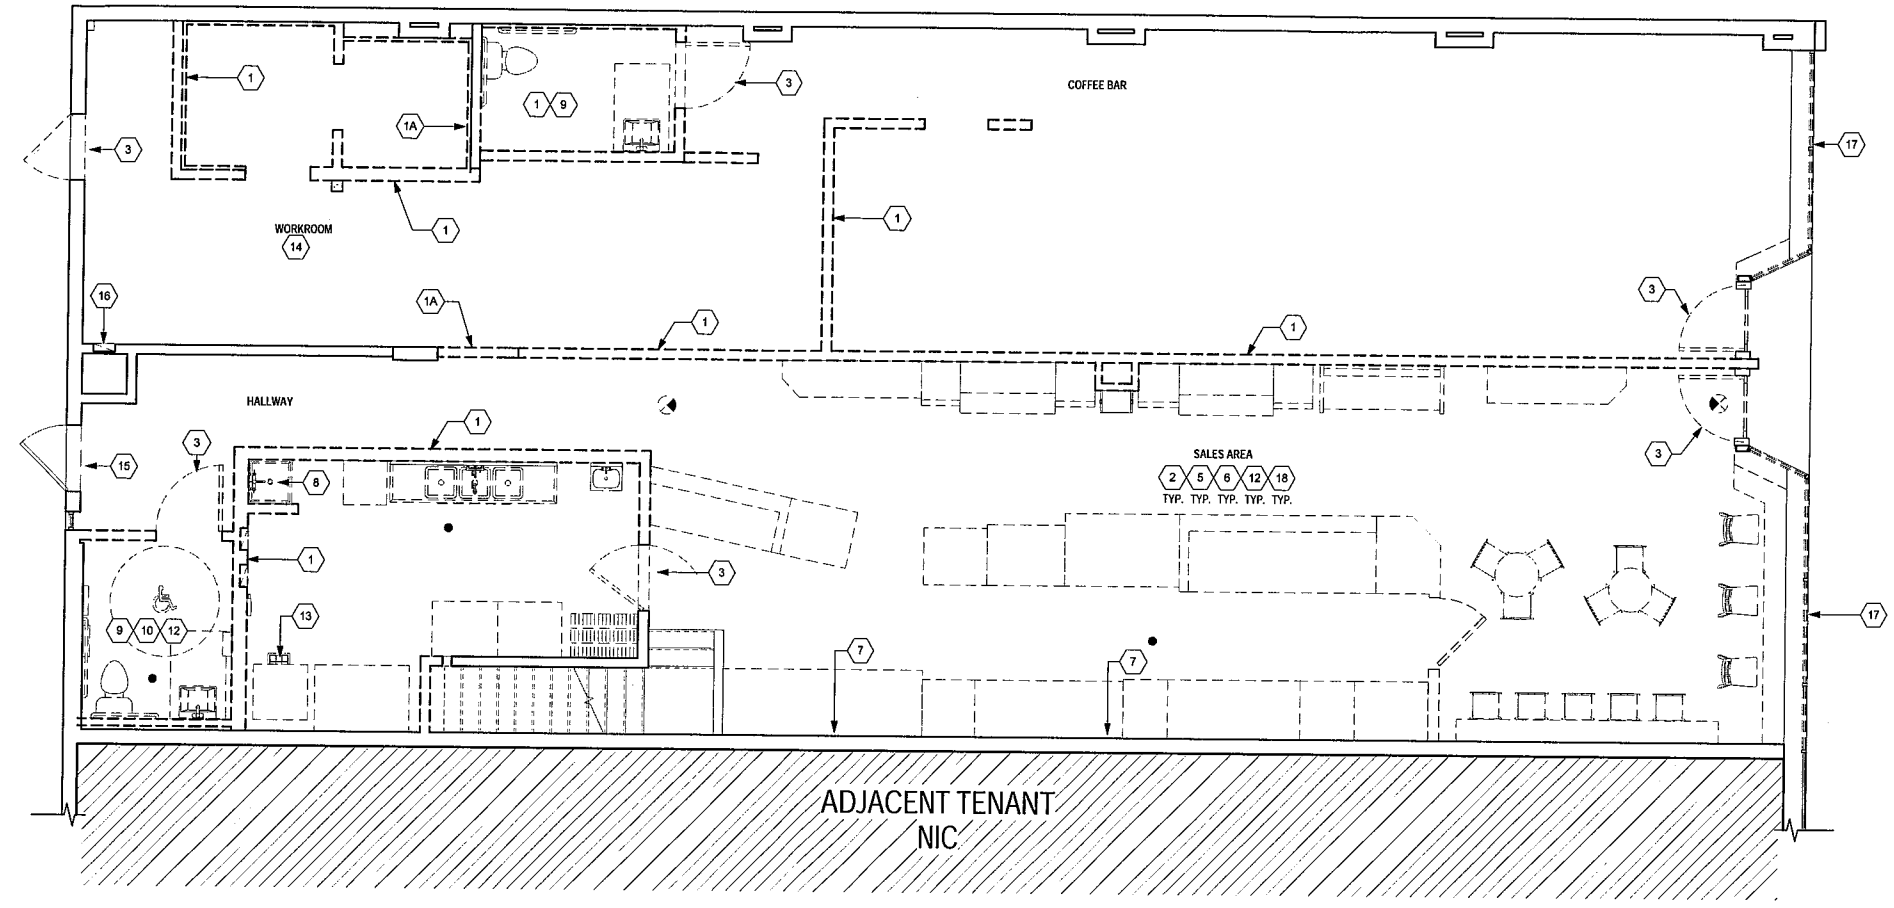 1
3
COFFEE BAR
1 9
1A
3
17
1
1
WORKROOM
14
3
16
1A
1
1
HALLWAY
1
3
SALES AREA
3
15
8
2 5 6 12 18
TYP. TYP. TYP. TYP. TYP.
1
3
13
17
9 10 12
7
7
ADJACENT TENANT
NIC